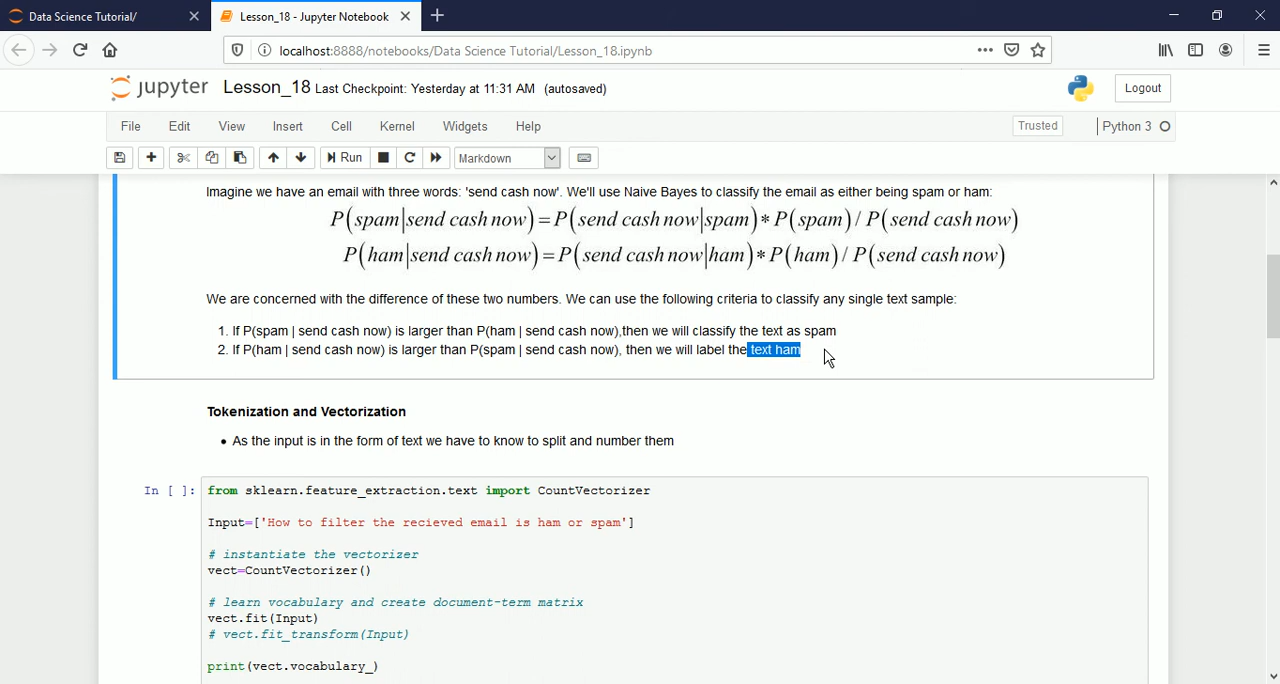 Data Science Tutorial/
Lesson_18 - Jupyter Notebook
localhost:8888/notebooks/Data Science Tutorial/Lesson_18.ipynb
jupyter Lesson_18 Last Checkpoint: Yesterday at 11:31 AM (autosaved)
Logout
File Edit View Insert Cell Kernel Widgets Help
Trusted Python 3
Run Markdown
Imagine we have an email with three words: 'send cash now'. We'll use Naive Bayes to classify the email as either being spam or ham:
P(spam|send cash now) = P(send cash now|spam) * P(spam) / P(send cash now)
P(ham|send cash now) = P(send cash now|ham) * P(ham) / P(send cash now)
We are concerned with the difference of these two numbers. We can use the following criteria to classify any single text sample:
1. If P(spam | send cash now) is larger than P(ham | send cash now),then we will classify the text as spam
2. If P(ham | send cash now) is larger than P(spam | send cash now), then we will label the text ham
Tokenization and Vectorization
• As the input is in the form of text we have to know to split and number them
In [ ]: from sklearn.feature_extraction.text import CountVectorizer
Input=['How to filter the recieved email is ham or spam']
# instantiate the vectorizer
vect=CountVectorizer()
# learn vocabulary and create document-term matrix
vect.fit(Input)
# vect.fit_transform(Input)
print(vect.vocabulary_)